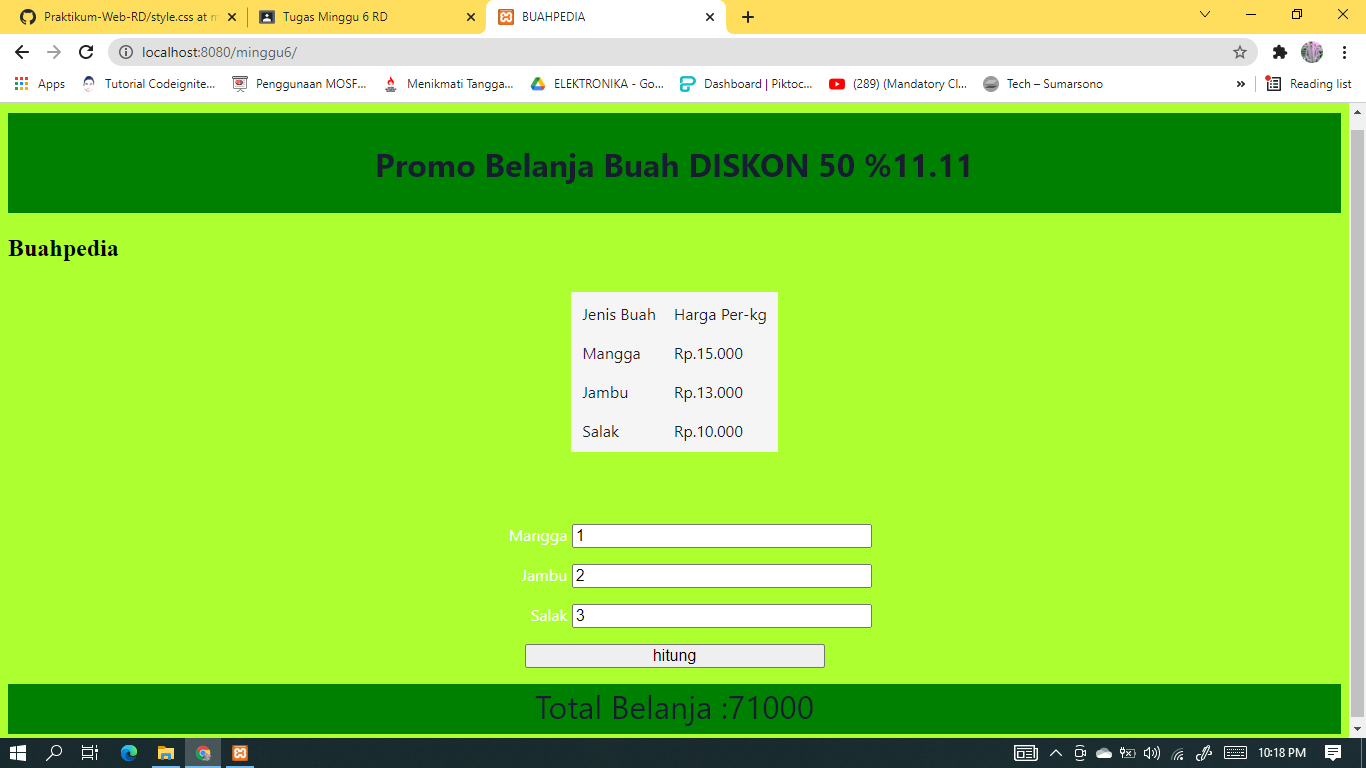 Praktikum-Web-RD/style.css at m
Tugas Minggu 6 RD
BUAHPEDIA
localhost:8080/minggu6/
Apps
Tutorial Codeignite...
Penggunaan MOSF...
Menikmati Tangga...
ELEKTRONIKA - Go...
Dashboard | Piktoc...
(289) (Mandatory Cl...
Tech – Sumarsono
»
Reading list
Promo Belanja Buah DISKON 50 %11.11
Buahpedia
Jenis Buah Harga Per-kg
Mangga Rp.15.000
Jambu Rp.13.000
Salak Rp.10.000
Mangga 1
Jambu 2
Salak 3
hitung
Total Belanja :71000
10:18 PM